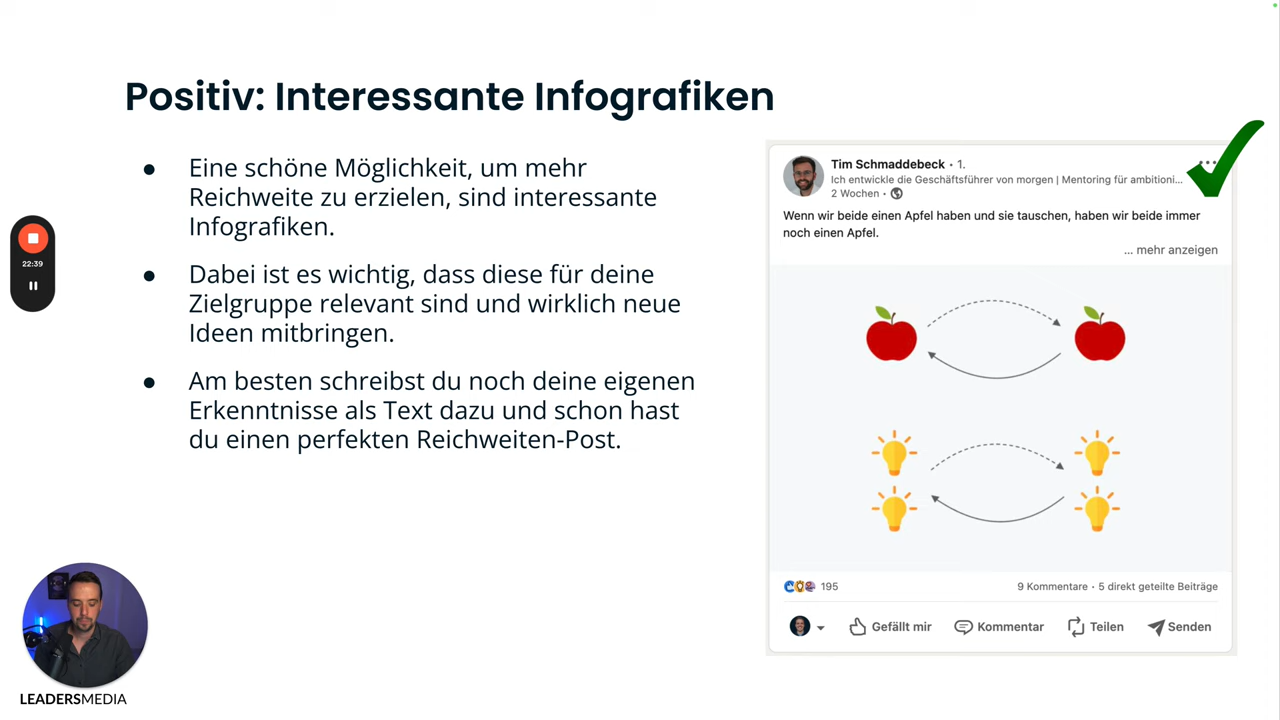 Positiv: Interessante Infografiken
● Eine schöne Möglichkeit, um mehr
Reichweite zu erzielen, sind interessante
Infografiken.
● Dabei ist es wichtig, dass diese für deine
Zielgruppe relevant sind und wirklich neue
Ideen mitbringen.
● Am besten schreibst du noch deine eigenen
Erkenntnisse als Text dazu und schon hast
du einen perfekten Reichweiten-Post.
22:39
LEADERSMEDIA
Tim Schmaddebeck • 1.
Ich entwickle die Geschäftsführer von morgen | Mentoring für ambitioni...
2 Wochen •
Wenn wir beide einen Apfel haben und sie tauschen, haben wir beide immer
noch einen Apfel.
... mehr anzeigen
195
9 Kommentare • 5 direkt geteilte Beiträge
Gefällt mir
Kommentar
Teilen
Senden